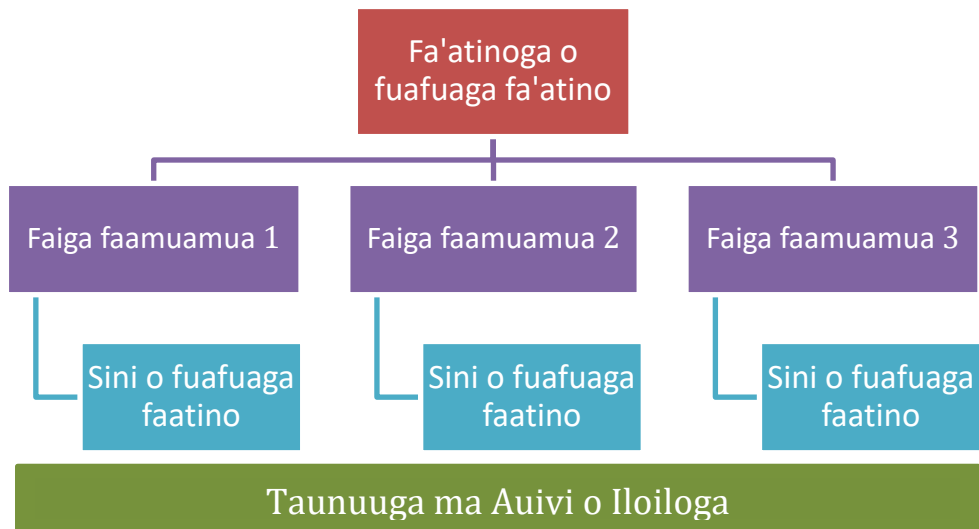 Fa'atinoga o
fuafuaga fa'atino
Faiga faamuamua 1
Faiga faamuamua 2
Faiga faamuamua 3
Sini o fuafuaga
faatino
Sini o fuafuaga
faatino
Sini o fuafuaga
faatino
Taunuuga ma Auivi o Iloiloga